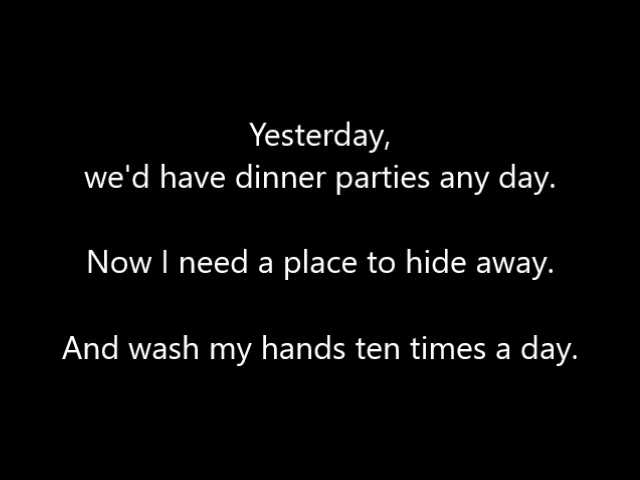 Yesterday,
we'd have dinner parties any day.
Now I need a place to hide away.
And wash my hands ten times a day.